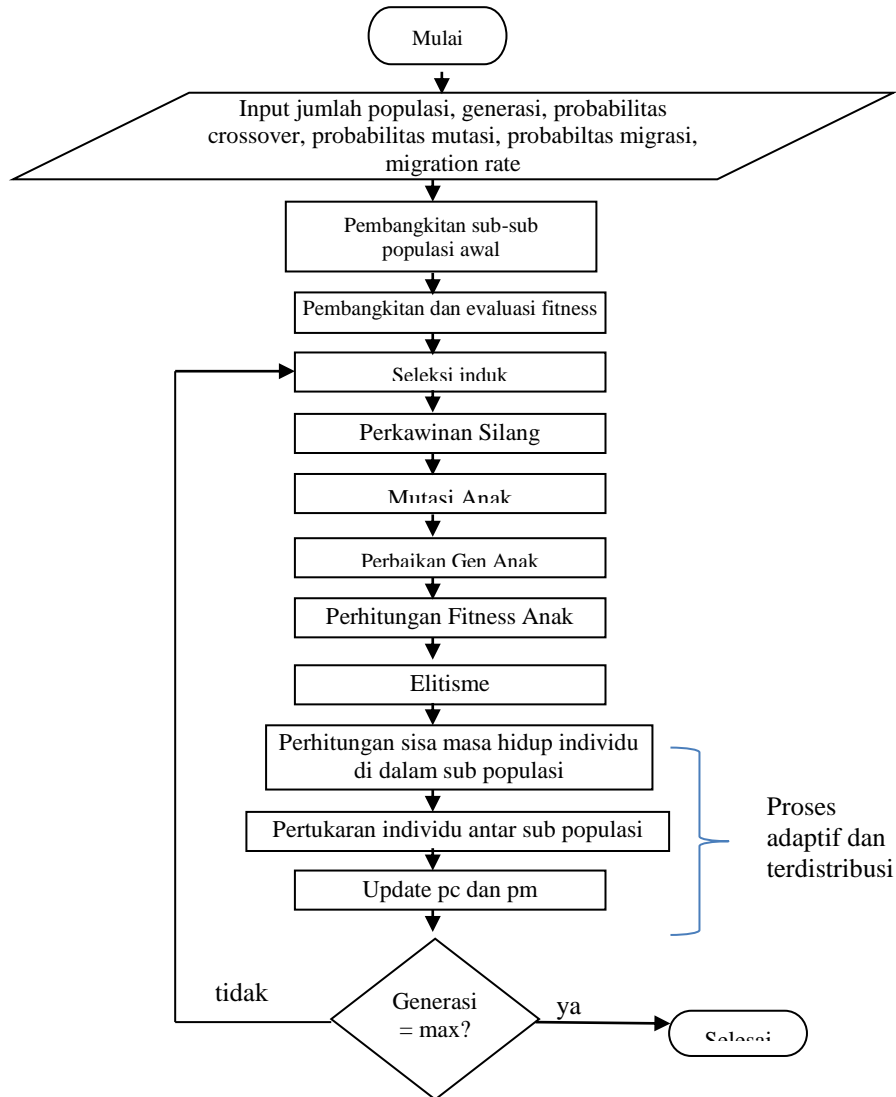 Mulai
Input jumlah populasi, generasi, probabilitas
crossover, probabilitas mutasi, probabiltas migrasi,
migration rate
Pembangkitan sub-sub
populasi awal
Pembangkitan dan evaluasi fitness
Seleksi induk
Perkawinan Silang
Mutasi Anak
Perbaikan Gen Anak
Perhitungan Fitness Anak
Elitisme
Perhitungan sisa masa hidup individu
di dalam sub populasi
Pertukaran individu antar sub populasi
Update pc dan pm
Proses
adaptif dan
terdistribusi
tidak
Generasi
= max?
ya
Selesai